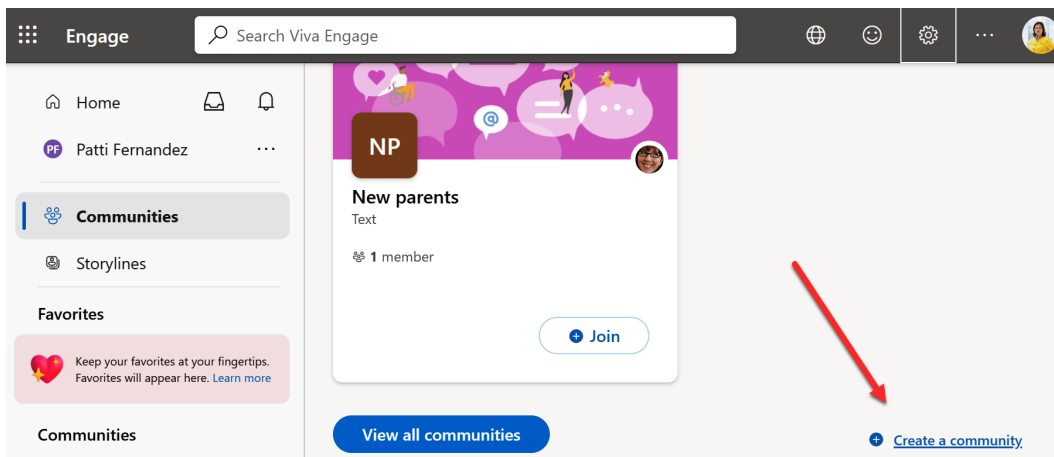 Engage
Search Viva Engage
Home
PF Patti Fernandez
Communities
Storylines
Favorites
Keep your favorites at your fingertips.
Favorites will appear here. Learn more
Communities
@
NP
New parents
Text
1 member
Join
View all communities
Create a community